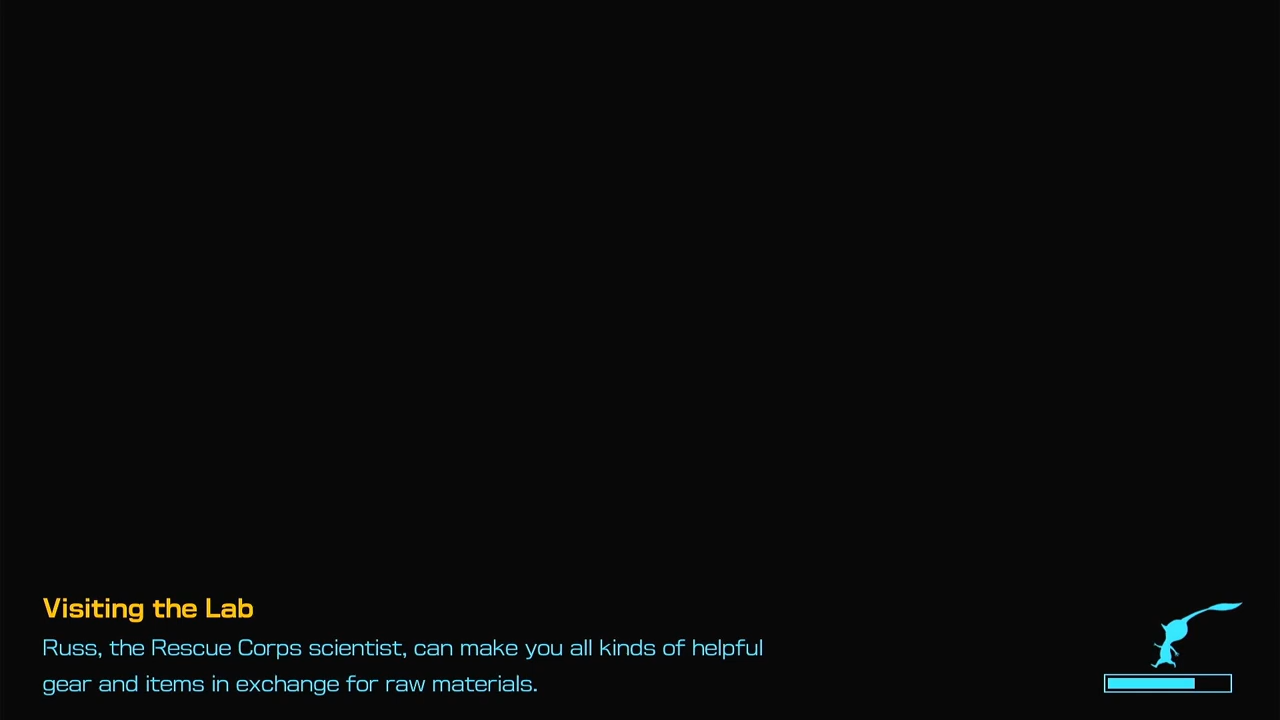 Visiting the Lab
Russ, the Rescue Corps scientist, can make you all kinds of helpful
gear and items in exchange for raw materials.